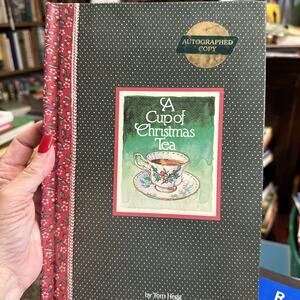 AUTOGRAPHED
COPY
A
Cup of
Christmas
Tea
by Tom Hegg